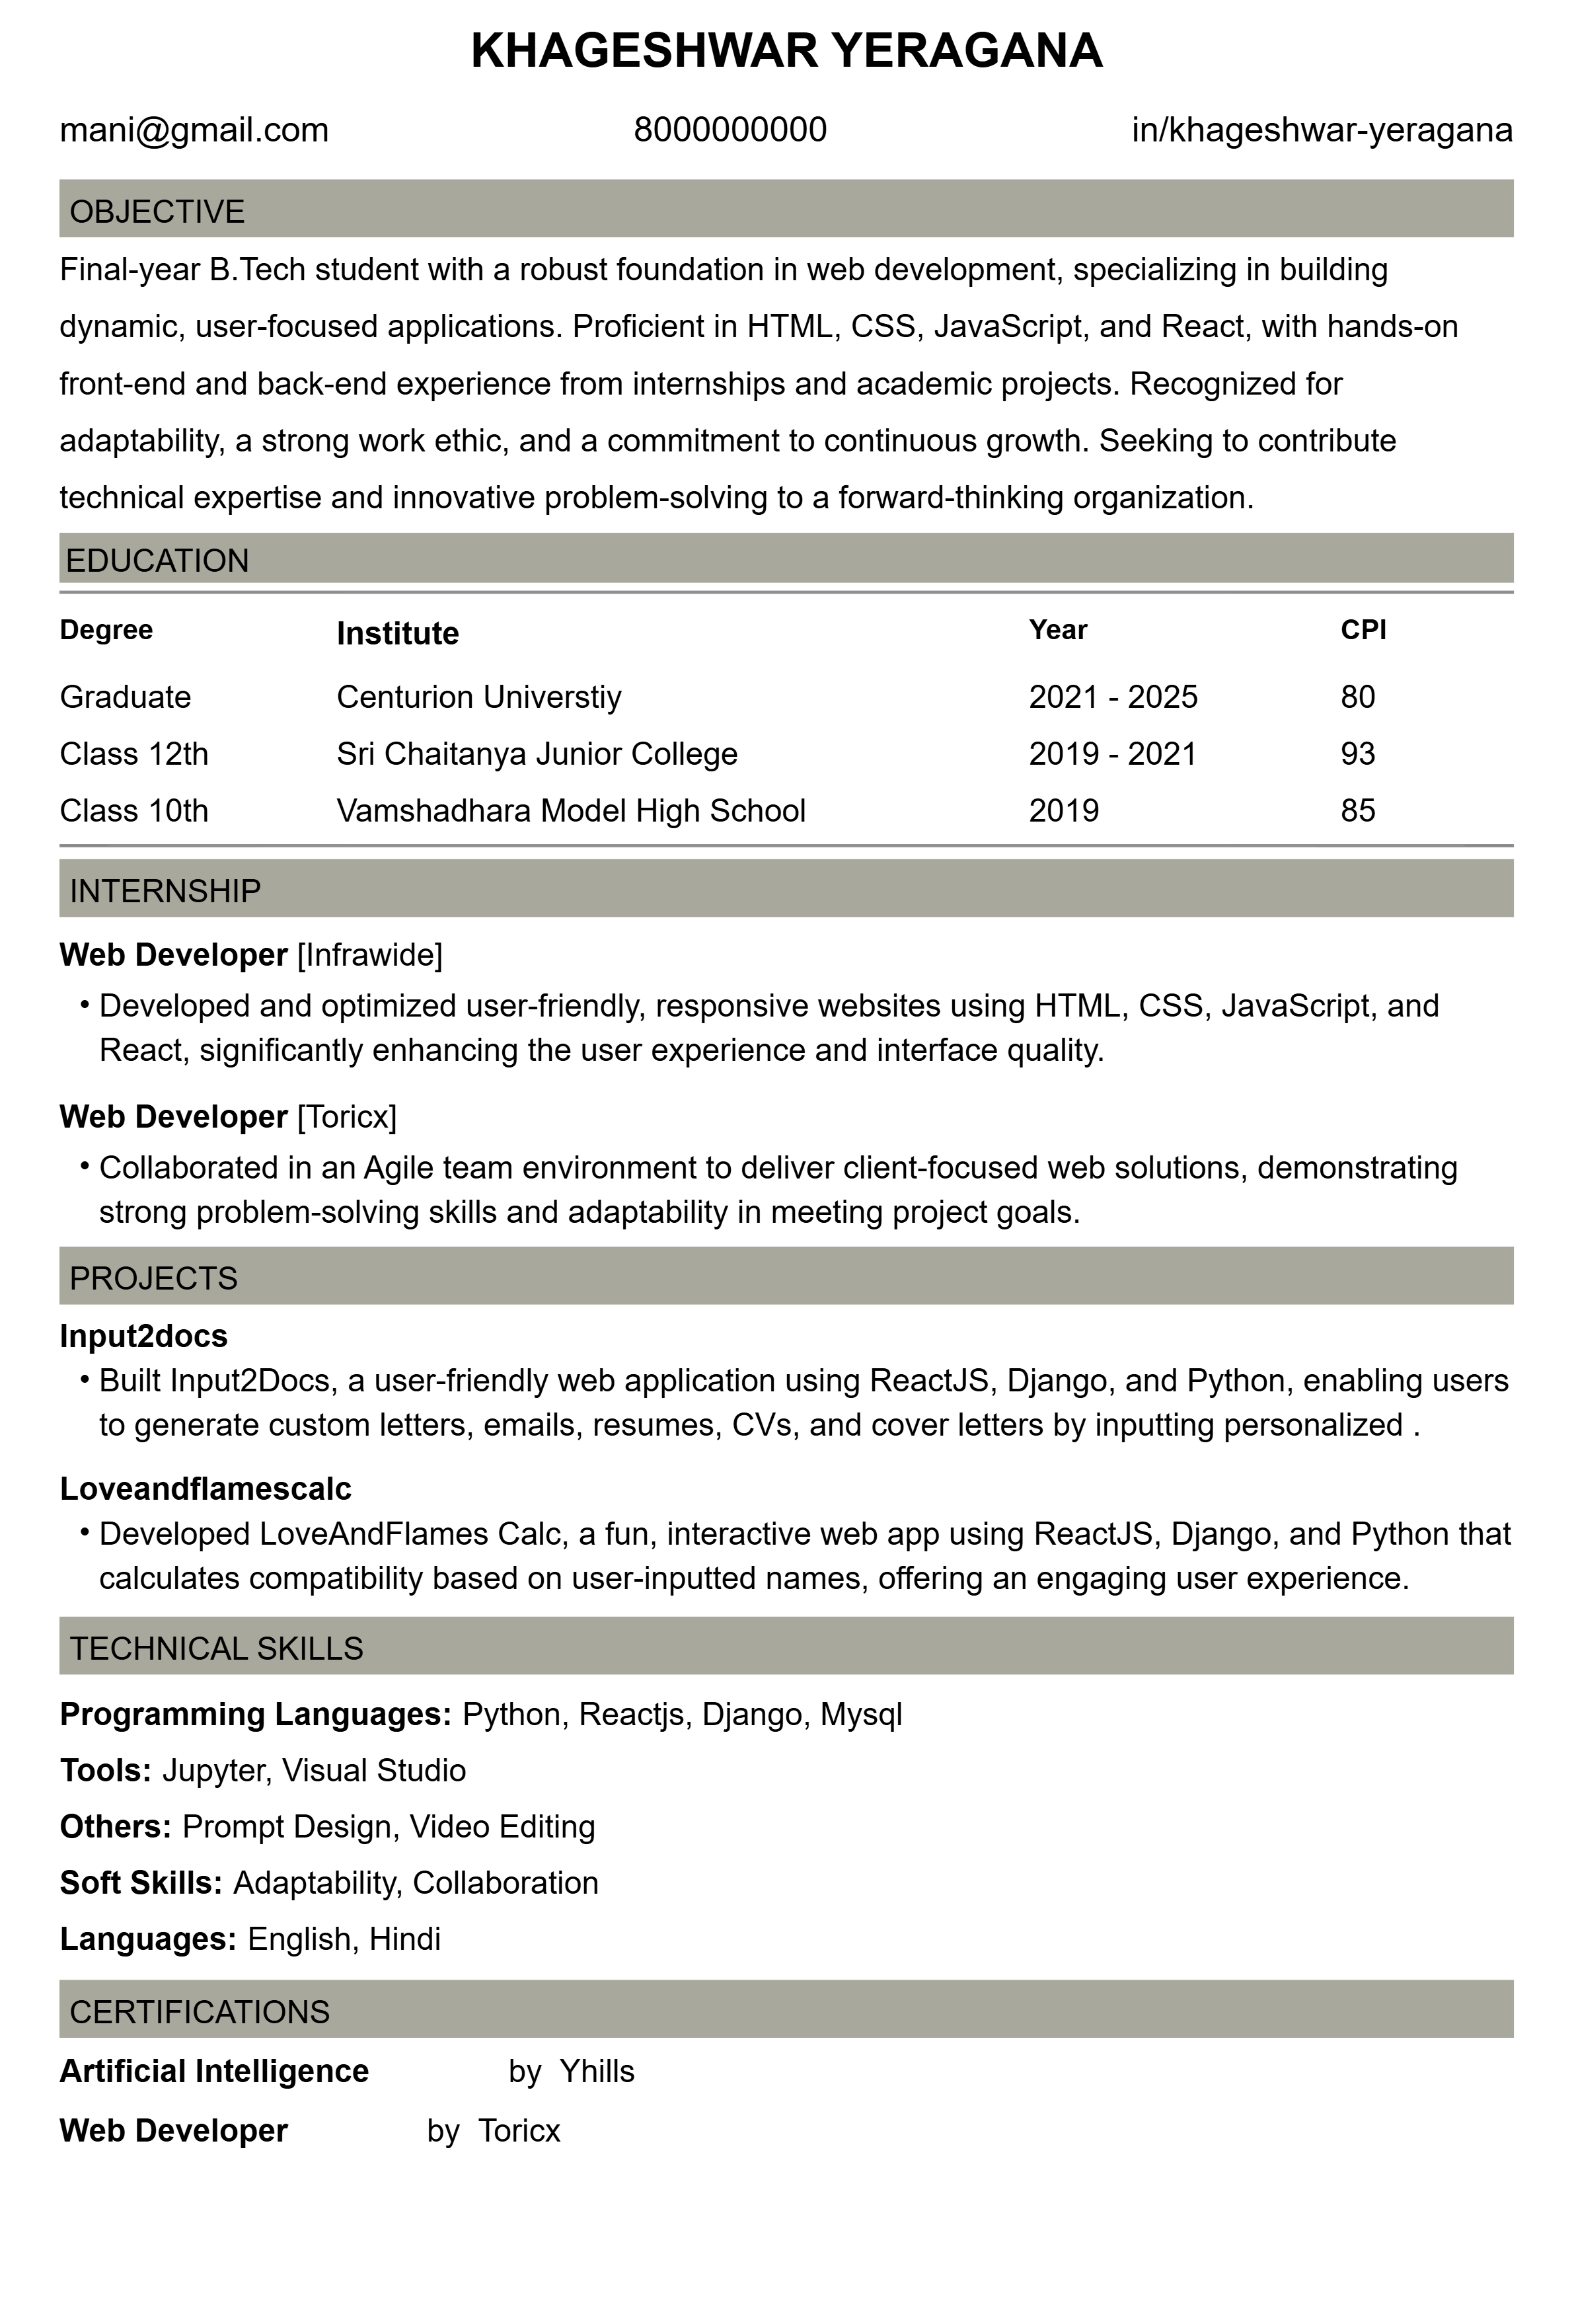 KHAGESHWAR YERAGANA
mani@gmail.com 8000000000 in/khageshwar-yeragana
OBJECTIVE
Final-year B.Tech student with a robust foundation in web development, specializing in building
dynamic, user-focused applications. Proficient in HTML, CSS, JavaScript, and React, with hands-on
front-end and back-end experience from internships and academic projects. Recognized for
adaptability, a strong work ethic, and a commitment to continuous growth. Seeking to contribute
technical expertise and innovative problem-solving to a forward-thinking organization.
EDUCATION
Degree Institute Year CPI
Graduate Centurion Universtiy 2021 - 2025 80
Class 12th Sri Chaitanya Junior College 2019 - 2021 93
Class 10th Vamshadhara Model High School 2019 85
INTERNSHIP
Web Developer [Infrawide]
• Developed and optimized user-friendly, responsive websites using HTML, CSS, JavaScript, and
React, significantly enhancing the user experience and interface quality.
Web Developer [Toricx]
• Collaborated in an Agile team environment to deliver client-focused web solutions, demonstrating
strong problem-solving skills and adaptability in meeting project goals.
PROJECTS
Input2docs
• Built Input2Docs, a user-friendly web application using ReactJS, Django, and Python, enabling users
to generate custom letters, emails, resumes, CVs, and cover letters by inputting personalized .
Loveandflamescalc
• Developed LoveAndFlames Calc, a fun, interactive web app using ReactJS, Django, and Python that
calculates compatibility based on user-inputted names, offering an engaging user experience.
TECHNICAL SKILLS
Programming Languages: Python, Reactjs, Django, Mysql
Tools: Jupyter, Visual Studio
Others: Prompt Design, Video Editing
Soft Skills: Adaptability, Collaboration
Languages: English, Hindi
CERTIFICATIONS
Artificial Intelligence by Yhills
Web Developer by Toricx